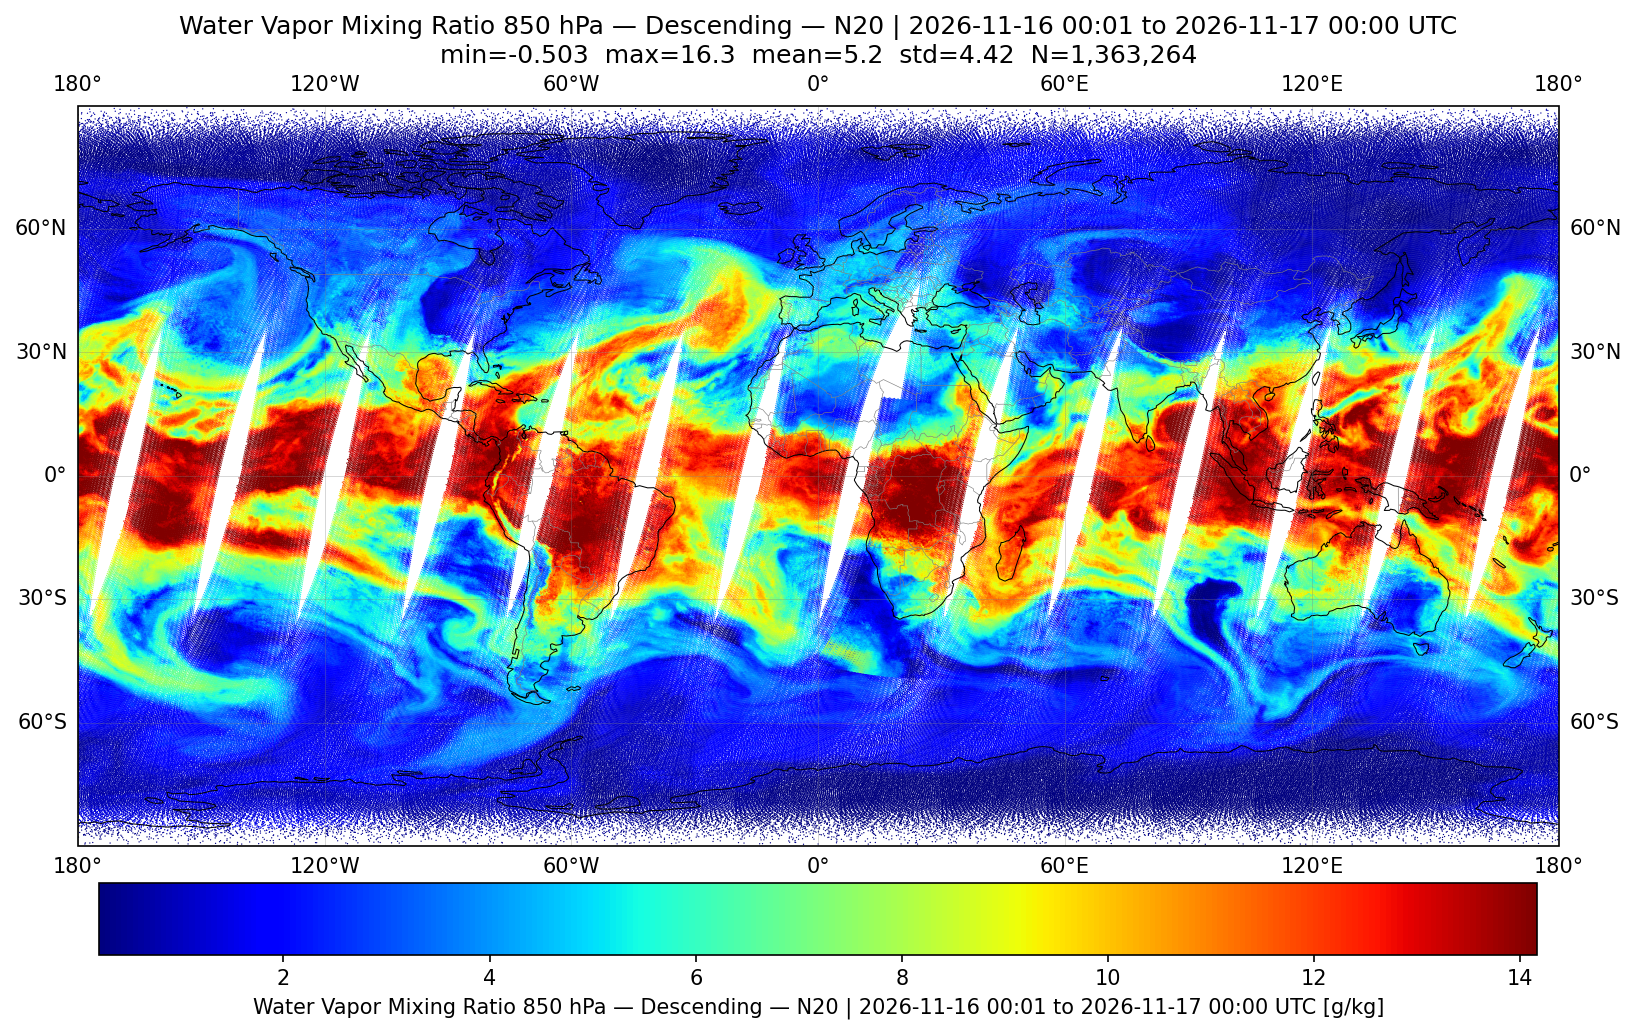 Water Vapor Mixing Ratio 850 hPa — Descending — N20 | 2026-11-16 00:01 to 2026-11-17 00:00 UTC
min=-0.503  max=16.3  mean=5.2  std=4.42  N=1,363,264
180° 120°W 60°W 0° 60°E 120°E 180°
60°N 60°N
30°N 30°N
0° 0°
30°S 30°S
60°S 60°S
180° 120°W 60°W 0° 60°E 120°E 180°
2 4 6 8 10 12 14
Water Vapor Mixing Ratio 850 hPa — Descending — N20 | 2026-11-16 00:01 to 2026-11-17 00:00 UTC [g/kg]